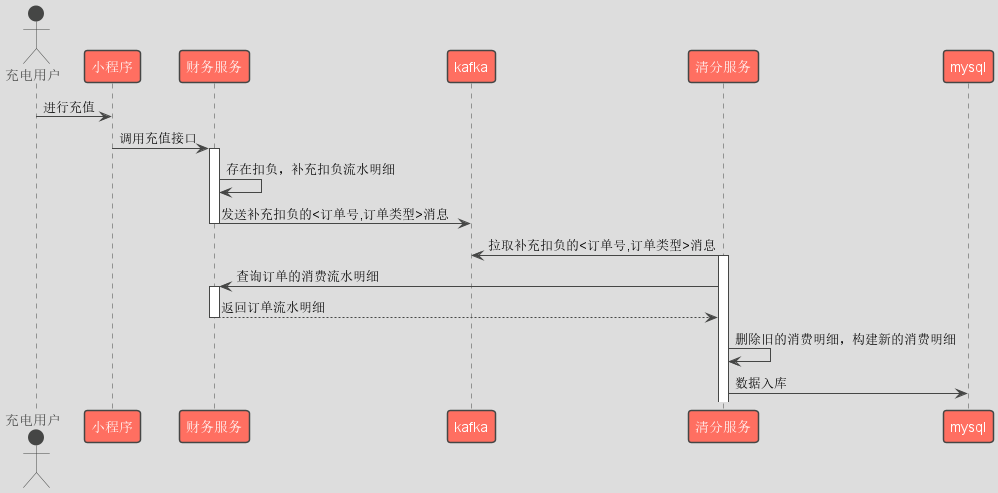 充电用户
小程序
财务服务
kafka
清分服务
mysql
进行充值
调用充值接口
存在扣负，补充扣负流水明细
发送补充扣负的<订单号,订单类型>消息
拉取补充扣负的<订单号,订单类型>消息
查询订单的消费流水明细
返回订单流水明细
删除旧的消费明细，构建新的消费明细
数据入库
充电用户
小程序
财务服务
kafka
清分服务
mysql